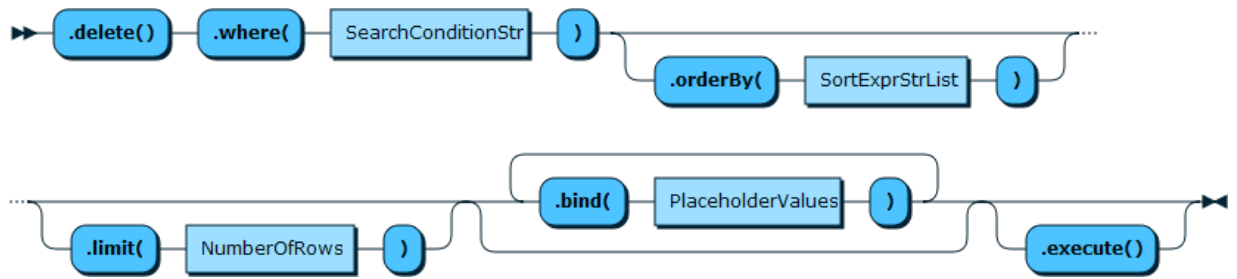 .delete() .where( SearchConditionStr )
.orderBy( SortExprStrList )
.bind( PlaceholderValues )
.limit( NumberOfRows )
.execute()